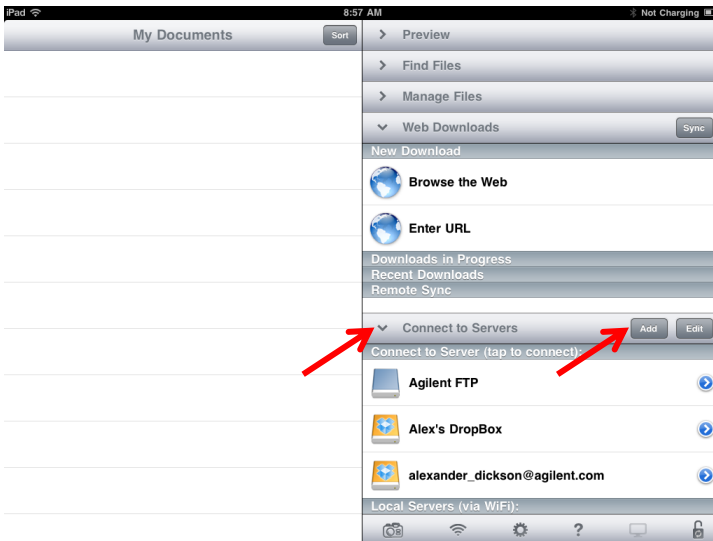 iPad 8:57 AM Not Charging
My Documents Sort
Preview
Find Files
Manage Files
Web Downloads Sync
New Download
Browse the Web
Enter URL
Downloads in Progress
Recent Downloads
Remote Sync
Connect to Servers Add Edit
Connect to Server (tap to connect):
Agilent FTP
Alex's DropBox
alexander_dickson@agilent.com
Local Servers (via WiFi):
?